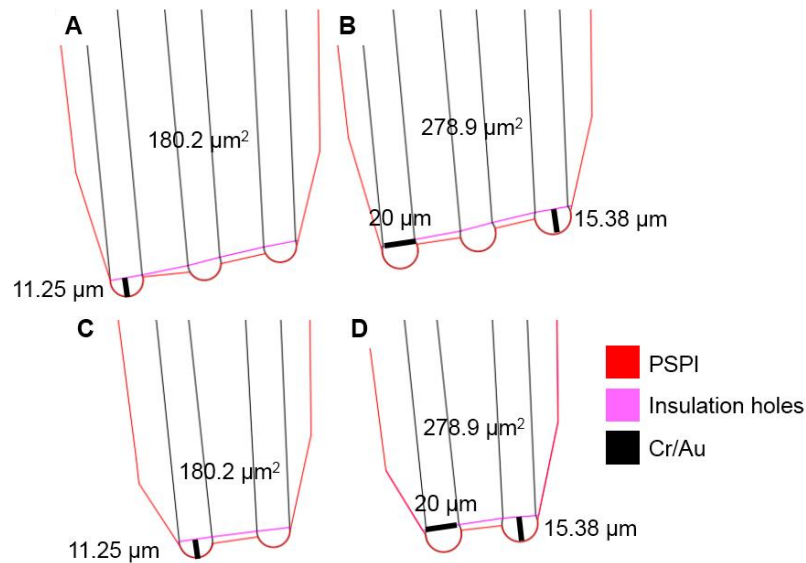 A
B
180.2 µm²
278.9 µm²
20 µm
15.38 µm
11.25 µm
C
D
PSPI
278.9 µm²
Insulation holes
180.2 µm²
Cr/Au
20 µm
15.38 µm
11.25 µm